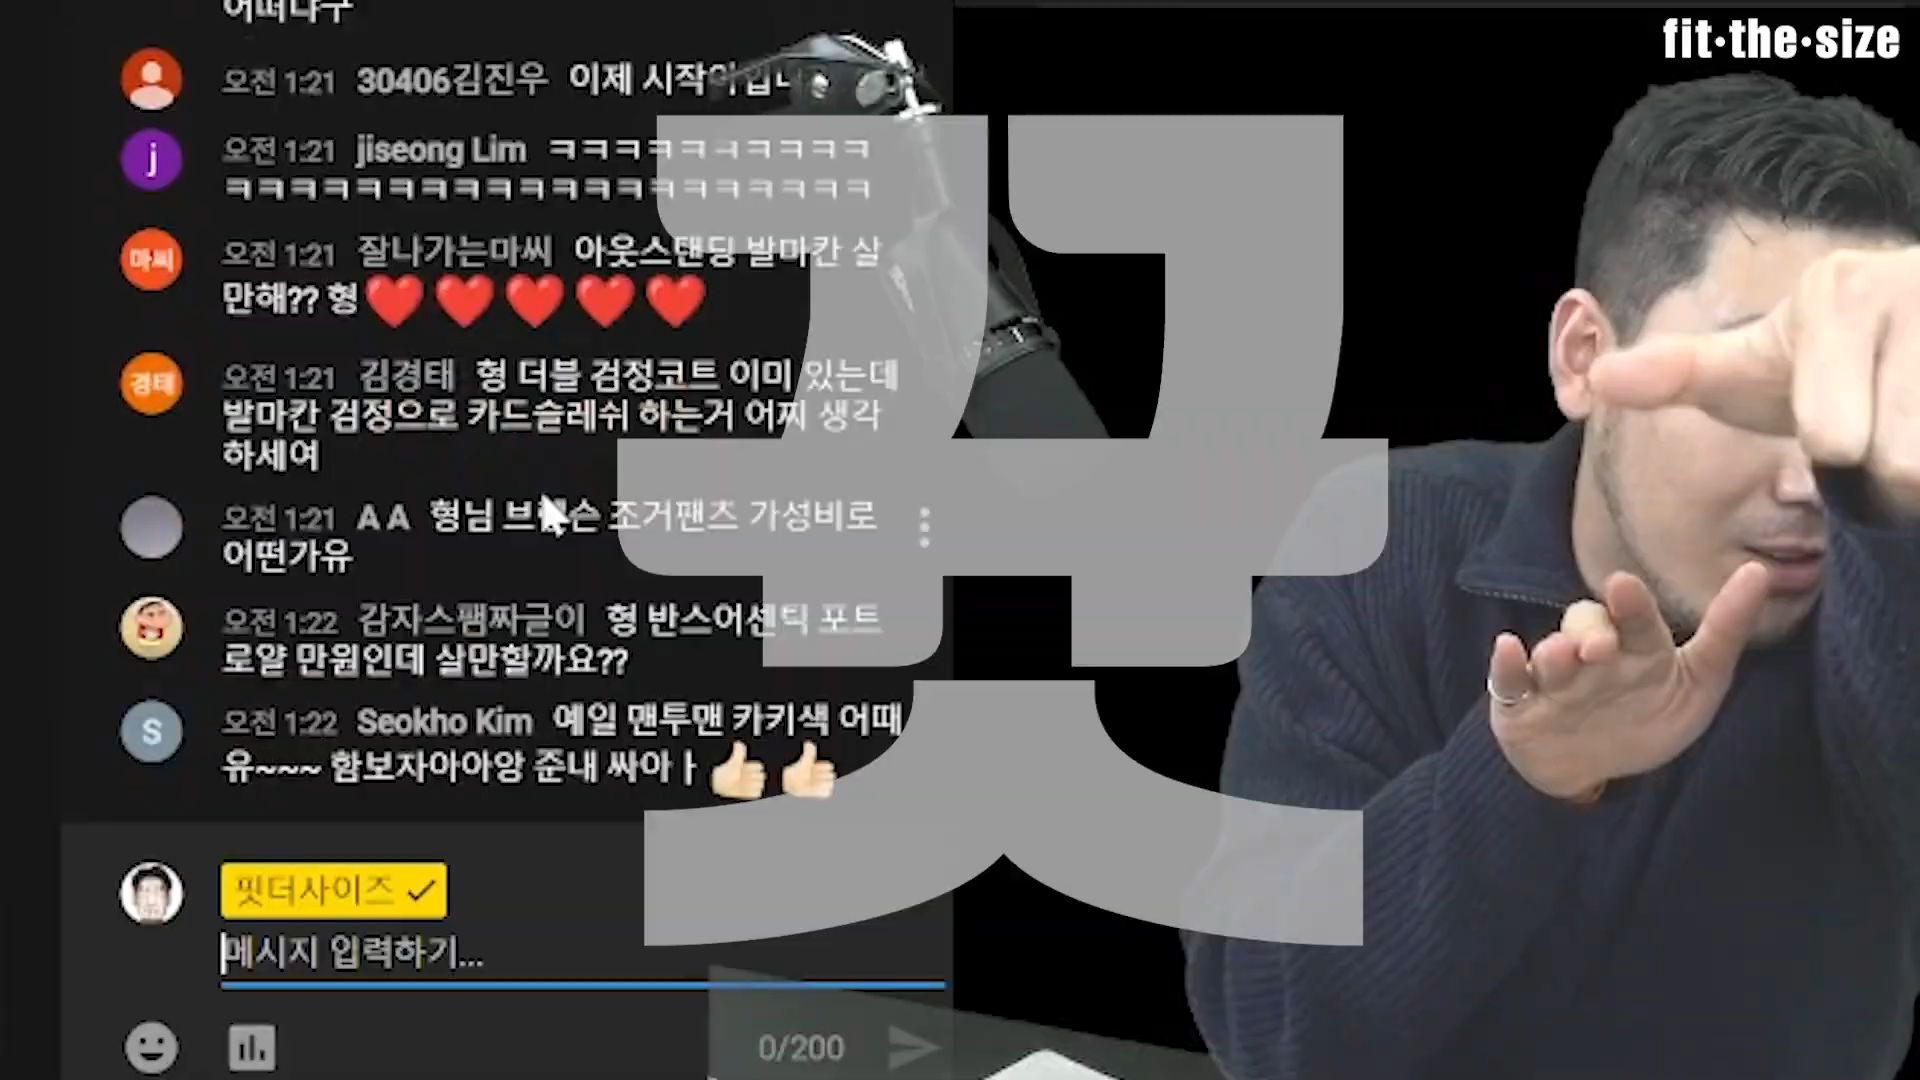 어떠냐구
fit·the·size
오전 1:21 30406김진우 이제 시작
오전 1:21 jiseong Lim ㅋㅋㅋㅋㅋㅋㅋㅋㅋㅋ
ㅋㅋㅋㅋㅋㅋㅋㅋㅋㅋㅋㅋㅋㅋㅋㅋㅋㅋㅋㅋ
j
마씨
오전 1:21 잘나가는마씨 아웃스탠딩 발마칸 살
만해?? 형❤️❤️❤️❤️❤️
경태
오전 1:21 김경태 형 더블 검정코트 이미 있는데
발마칸 검정으로 카드슬레쉬 하는거 어찌 생각
하세여
오전 1:21 A A 형님 조거팬츠 가성비로
어떤가유
오전 1:22 감자스팸짜글이 형 반스어센틱 포트
로얄 만원인데 살만할까요??
S
오전 1:22 Seokho Kim 예일 맨투맨 카키색 어때
유~~~ 함보자아아앙 준내 싸아ㅏ👍🏻👍🏻
핏더사이즈 ✓
메시지 입력하기...
0/200